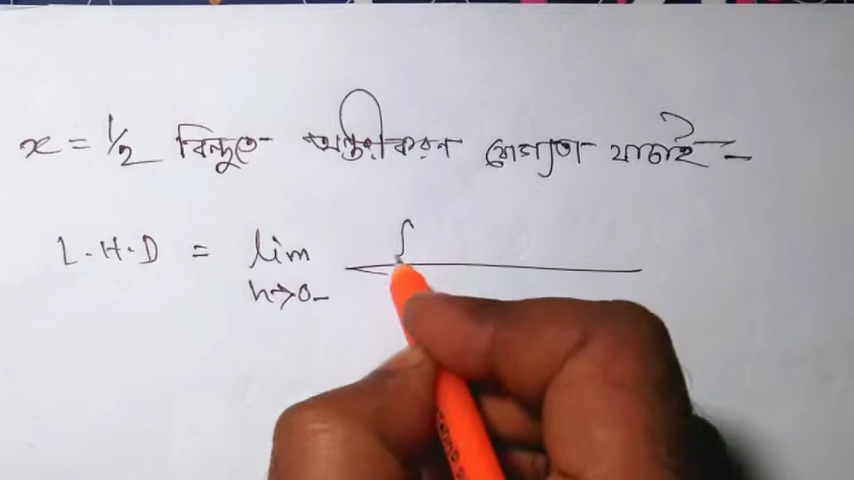 x = 1/2 বিন্দুতে অন্তরীকরণ যোগ্যতা যাচাই -
L.H.D = lim f
h→0-